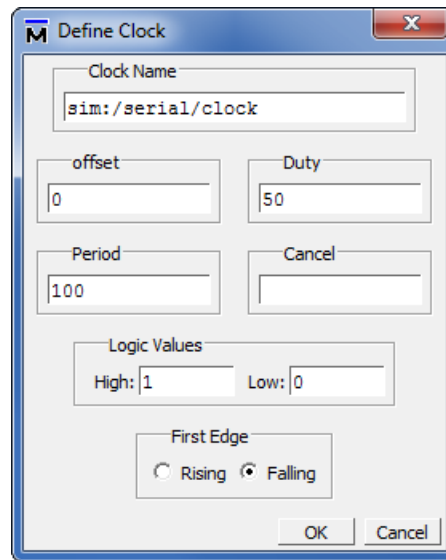 Define Clock
Clock Name
sim:/serial/clock
offset Duty
0 50
Period Cancel
100
Logic Values
High: 1 Low: 0
First Edge
Rising Falling
OK Cancel